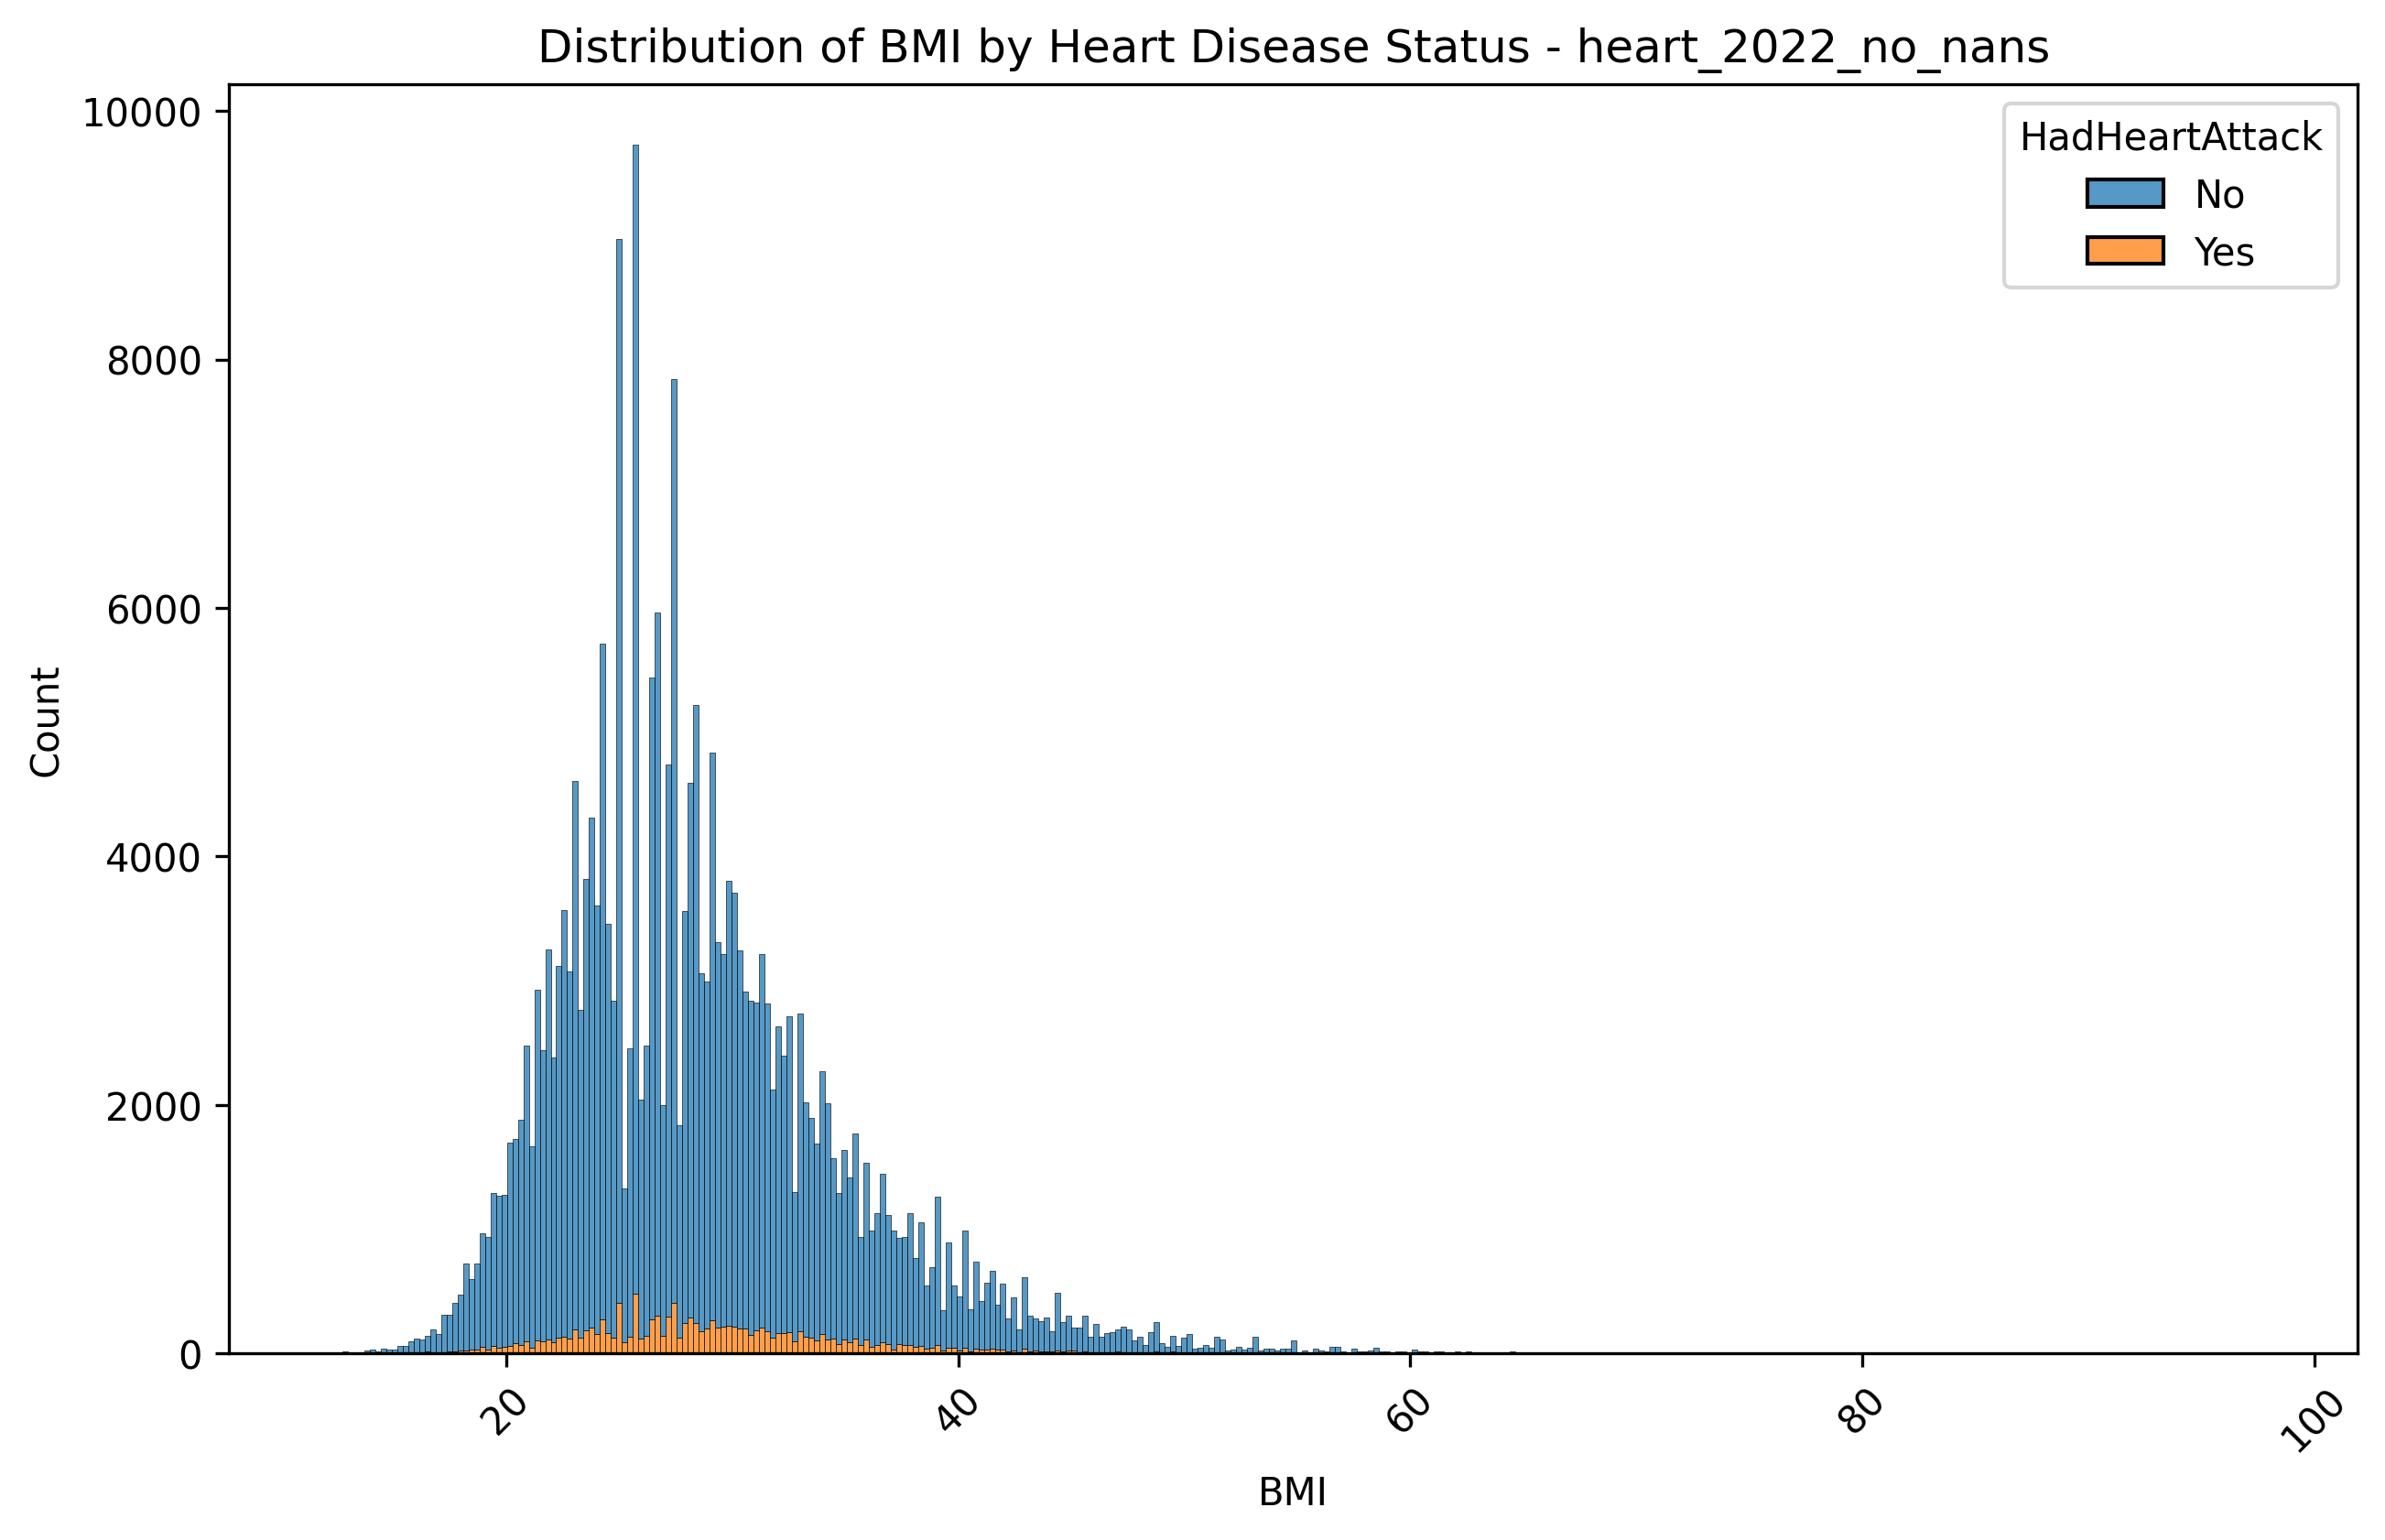 Distribution of BMI by Heart Disease Status - heart_2022_no_nans
10000
8000
6000
4000
2000
0
Count
HadHeartAttack
No
Yes
20
40
60
80
100
BMI